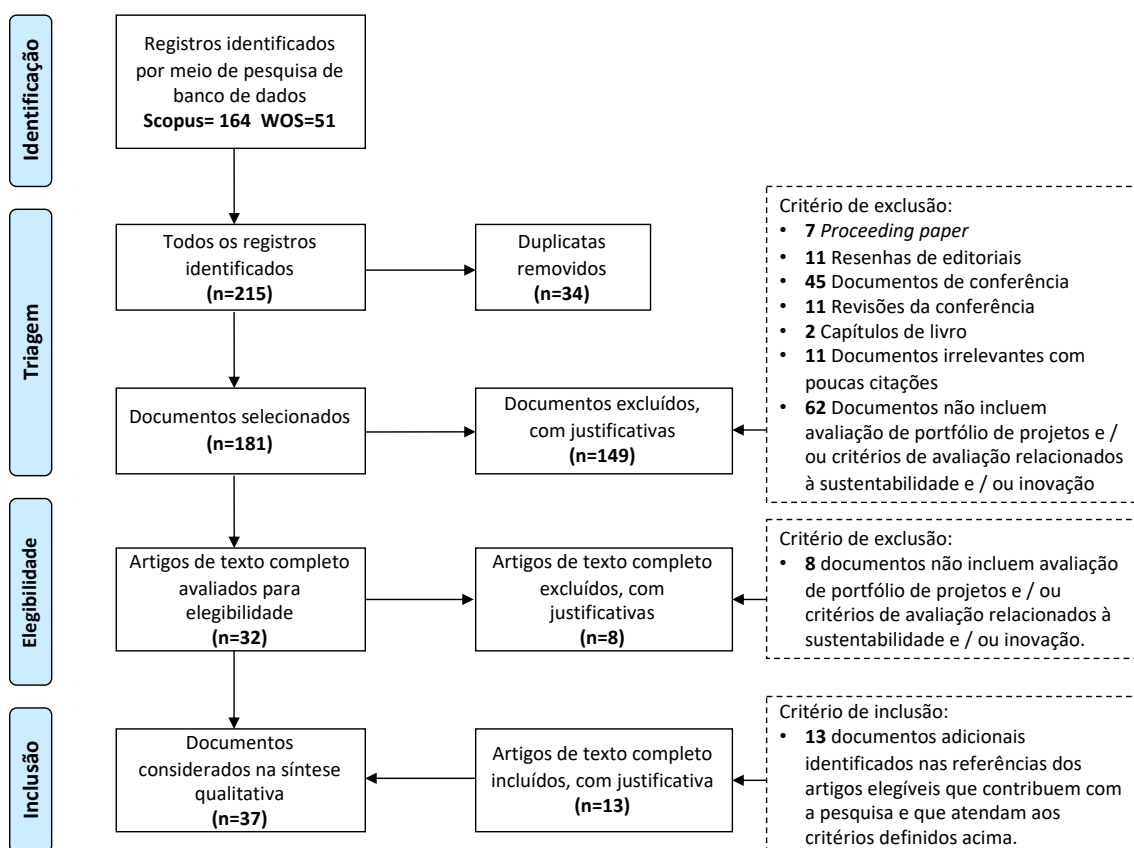 Identificação
Registros identificados
por meio de pesquisa de
banco de dados
Scopus= 164 WOS=51
Triagem
Todos os registros
identificados
(n=215)
Duplicatas
removidos
(n=34)
Documentos selecionados
(n=181)
Documentos excluídos,
com justificativas
(n=149)
Critério de exclusão:
• 7 Proceeding paper
• 11 Resenhas de editoriais
• 45 Documentos de conferência
• 11 Revisões da conferência
• 2 Capítulos de livro
• 11 Documentos irrelevantes com
poucas citações
• 62 Documentos não incluem
avaliação de portfólio de projetos e /
ou critérios de avaliação relacionados
à sustentabilidade e / ou inovação
Elegibilidade
Artigos de texto completo
avaliados para
elegibilidade
(n=32)
Artigos de texto completo
excluídos, com
justificativas
(n=8)
Critério de exclusão:
• 8 documentos não incluem avaliação
de portfólio de projetos e / ou
critérios de avaliação relacionados à
sustentabilidade e / ou inovação.
Inclusão
Documentos
considerados na síntese
qualitativa
(n=37)
Artigos de texto completo
incluídos, com justificativa
(n=13)
Critério de inclusão:
• 13 documentos adicionais
identificados nas referências dos
artigos elegíveis que contribuem com
a pesquisa e que atendam aos
critérios definidos acima.